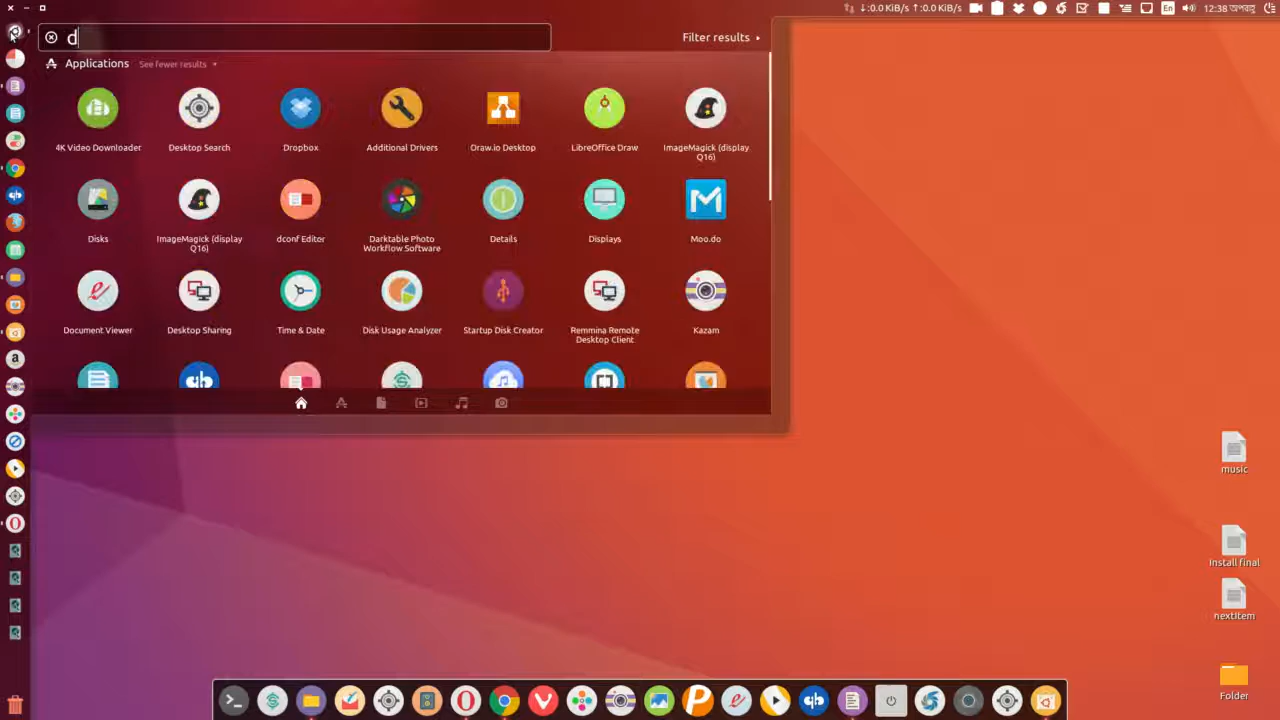 ↓:0.0 KiB/s ↑:0.0 KiB/s En 12:38 অপরাহ্ণ
d
Filter results
Applications See fewer results
4K Video Downloader
Desktop Search
Dropbox
Additional Drivers
Draw.io Desktop
LibreOffice Draw
ImageMagick (display
Q16)
Disks
ImageMagick (display
Q16)
dconf Editor
Darktable Photo
Workflow Software
Details
Displays
Moo.do
Document Viewer
Desktop Sharing
Time & Date
Disk Usage Analyzer
Startup Disk Creator
Remmina Remote
Desktop Client
Kazam
music
Install final
nextItem
Folder